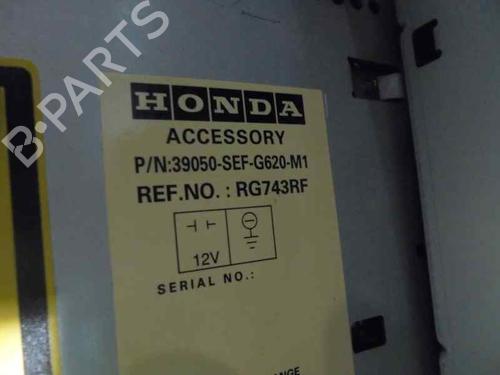 B-PARTS
HONDA
ACCESSORY
P/N:39050-SEF-G620-M1
REF.NO.: RG743RF
12V
SERIAL NO.: